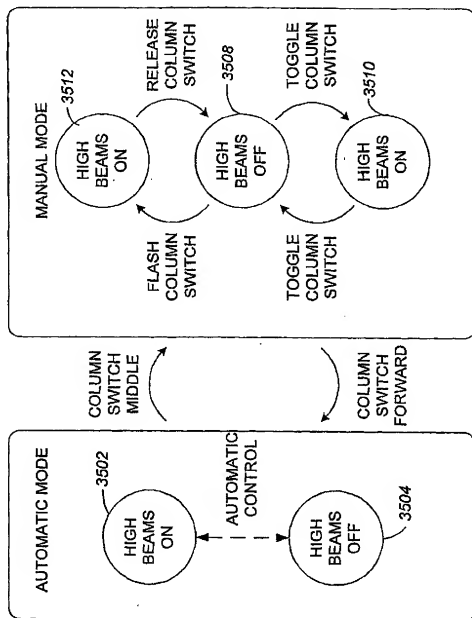 AUTOMATIC MODE
3502
HIGH
BEAMS
ON
AUTOMATIC
CONTROL
HIGH
BEAMS
OFF
3504
COLUMN
SWITCH
MIDDLE
COLUMN
SWITCH
FORWARD
MANUAL MODE
3512
HIGH
BEAMS
ON
RELEASE
COLUMN
SWITCH
FLASH
COLUMN
SWITCH
3508
HIGH
BEAMS
OFF
TOGGLE
COLUMN
SWITCH
TOGGLE
COLUMN
SWITCH
3510
HIGH
BEAMS
ON